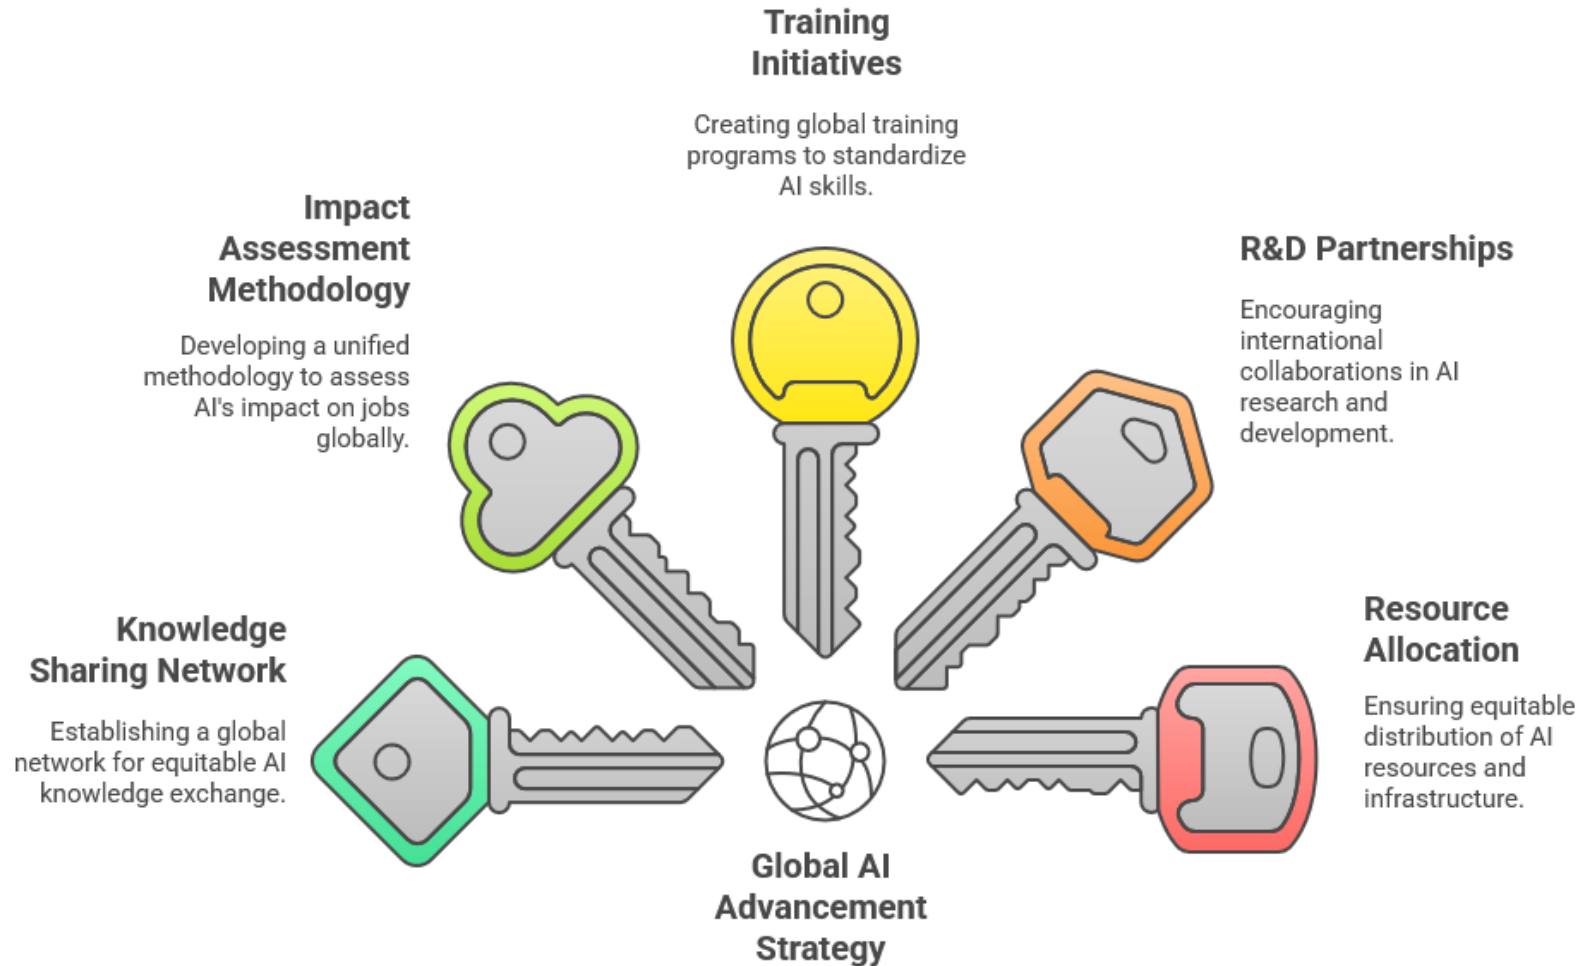 Training
Initiatives
Creating global training
programs to standardize
AI skills.
Impact
Assessment
Methodology
Developing a unified
methodology to assess
AI's impact on jobs
globally.
R&D Partnerships
Encouraging
international
collaborations in AI
research and
development.
Knowledge
Sharing Network
Establishing a global
network for equitable AI
knowledge exchange.
Resource
Allocation
Ensuring equitable
distribution of AI
resources and
infrastructure.
Global AI
Advancement
Strategy